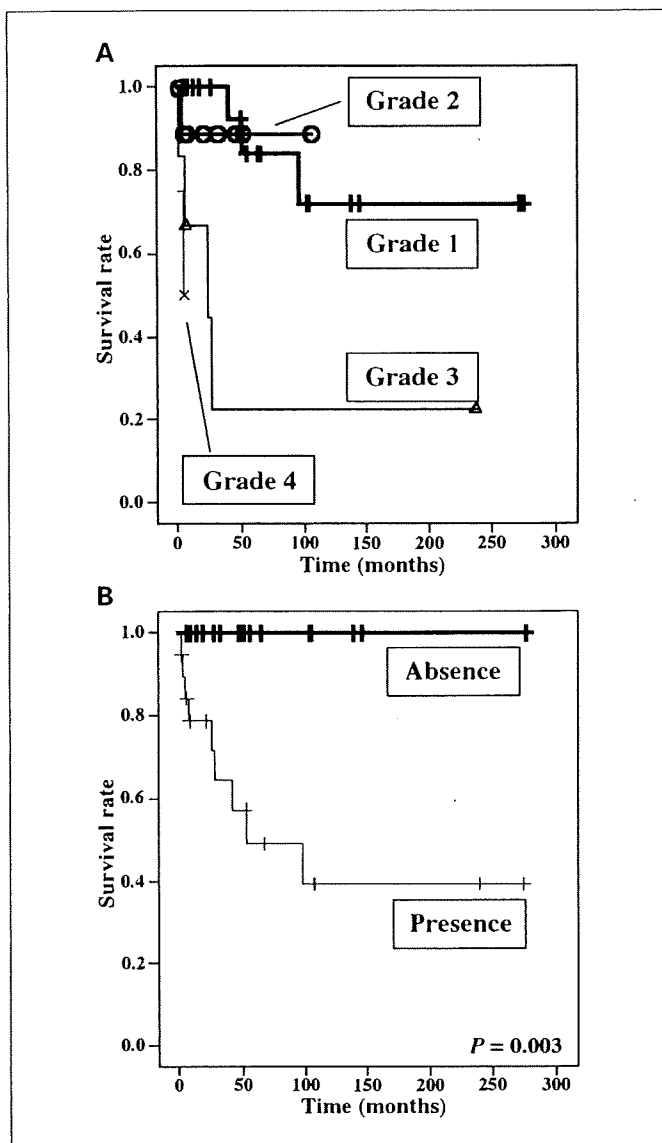 A
1.0
0.8
0.6
0.4
0.2
0.0
Survival rate
Grade 2
Grade 1
Grade 3
Grade 4
0 50 100 150 200 250 300
Time (months)
B
1.0
0.8
0.6
0.4
0.2
0.0
Survival rate
Absence
Presence
P = 0.003
0 50 100 150 200 250 300
Time (months)